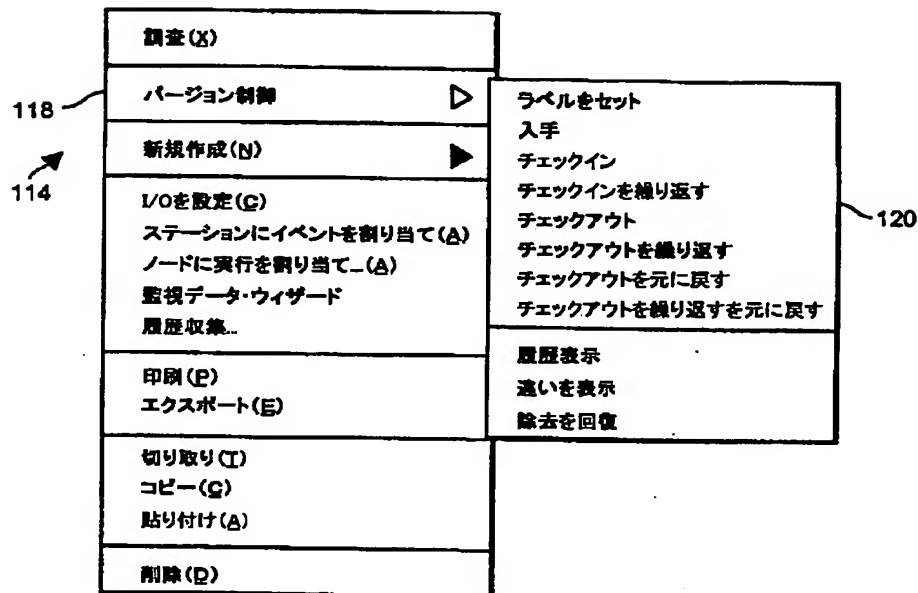 調査(X)
118
バージョン制御
114
新規作成(N)
I/Oを設定(C)
ステーションにイベントを割り当て(A)
ノードに実行を割り当て...(A)
監視データ・ウィザード
履歴収集...
印刷(P)
エクスポート(E)
切り取り(T)
コピー(C)
貼り付け(A)
削除(D)
ラベルをセット
入手
チェックイン
チェックインを繰り返す
チェックアウト
チェックアウトを繰り返す
チェックアウトを元に戻す
チェックアウトを繰り返すを元に戻す
120
履歴表示
違いを表示
除去を回復